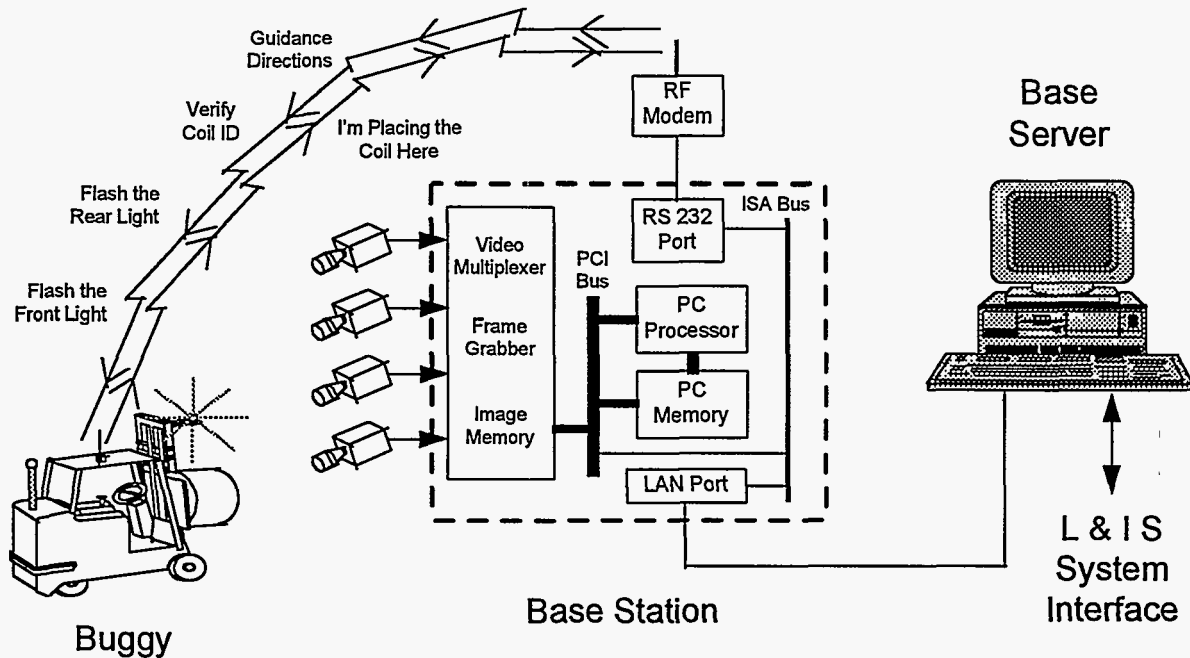 Guidance
Directions
Verify
Coil ID
I'm Placing the
Coil Here
Flash the
Rear Light
Flash the
Front Light
Buggy
RF
Modem
RS 232
Port
ISA Bus
Video
Multiplexer
Frame
Grabber
Image
Memory
PCI
Bus
PC
Processor
PC
Memory
LAN Port
Base Station
Base
Server
L & I S
System
Interface